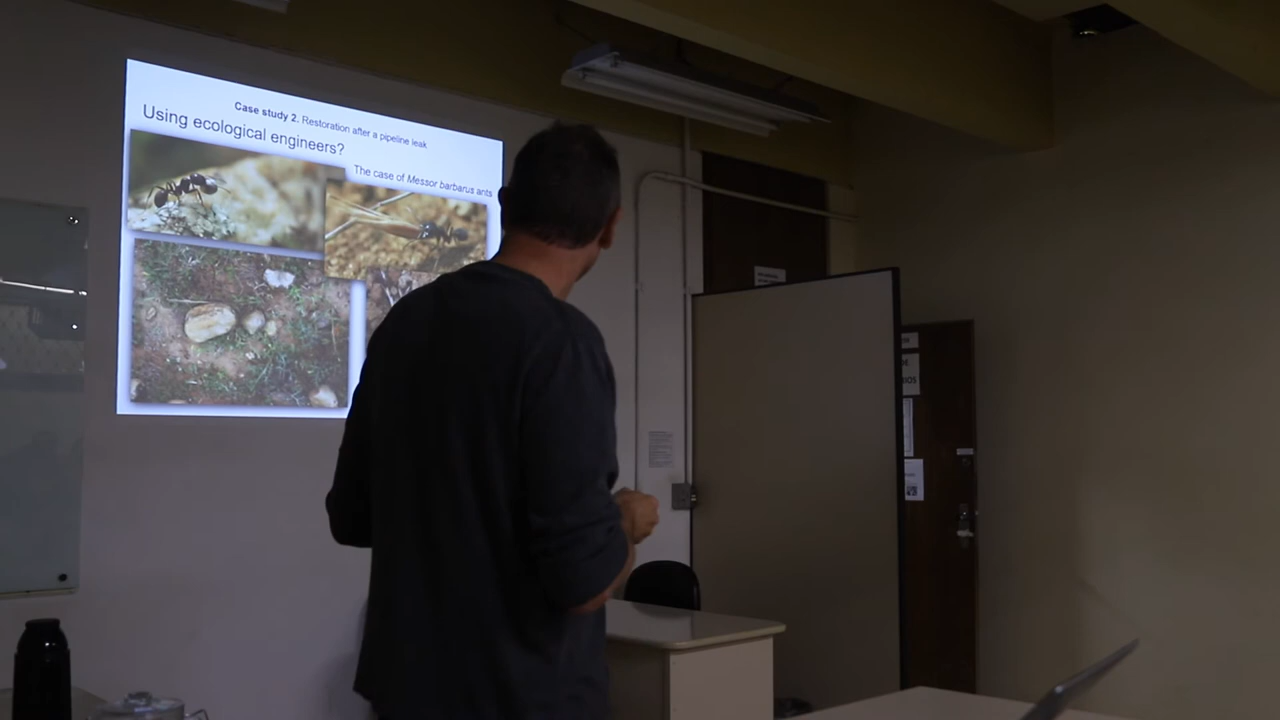 Case study 2. Restoration after a pipeline leak
Using ecological engineers?
The case of Messor barbarus ants